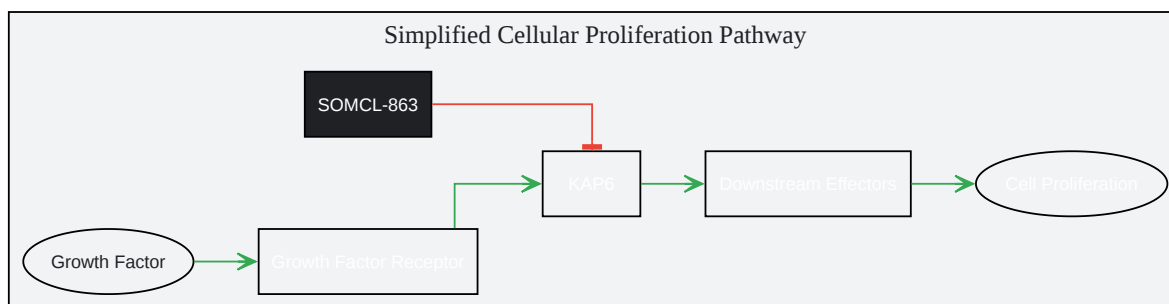 Simplified Cellular Proliferation Pathway
SOMCL-863
KAP6
Downstream Effectors
Cell Proliferation
Growth Factor
Growth Factor Receptor